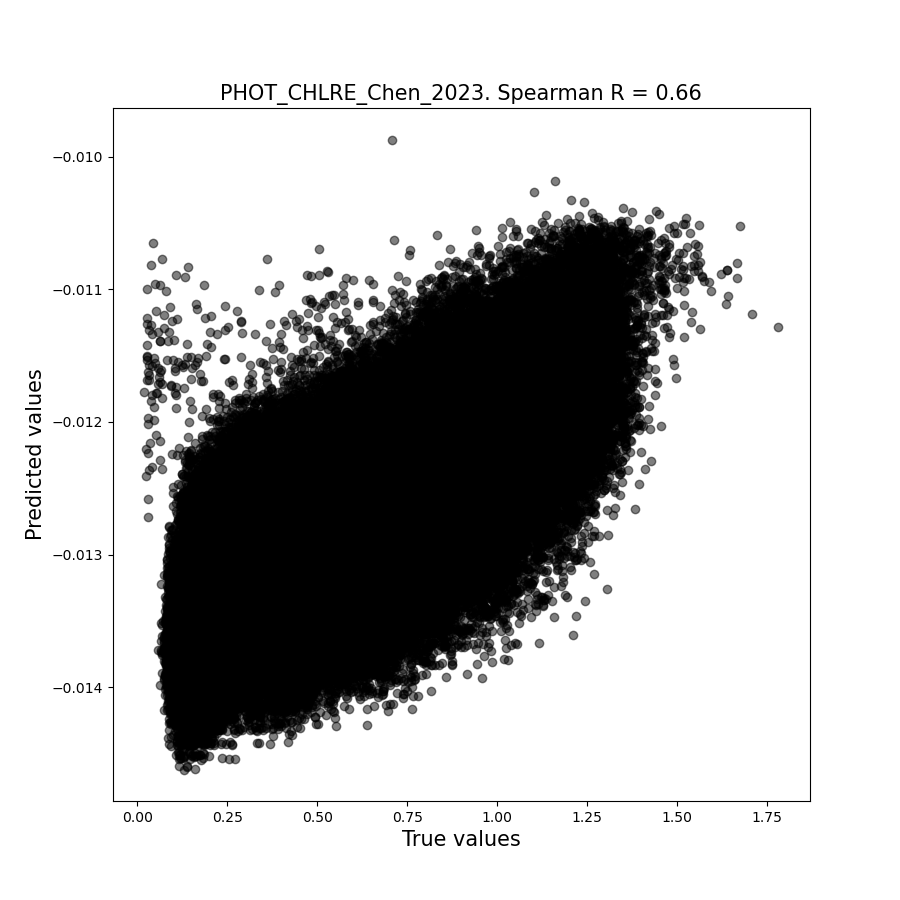 PHOT_CHLRE_Chen_2023. Spearman R = 0.66
−0.010
−0.011
−0.012
−0.013
−0.014
Predicted values
0.00 0.25 0.50 0.75 1.00 1.25 1.50 1.75
True values